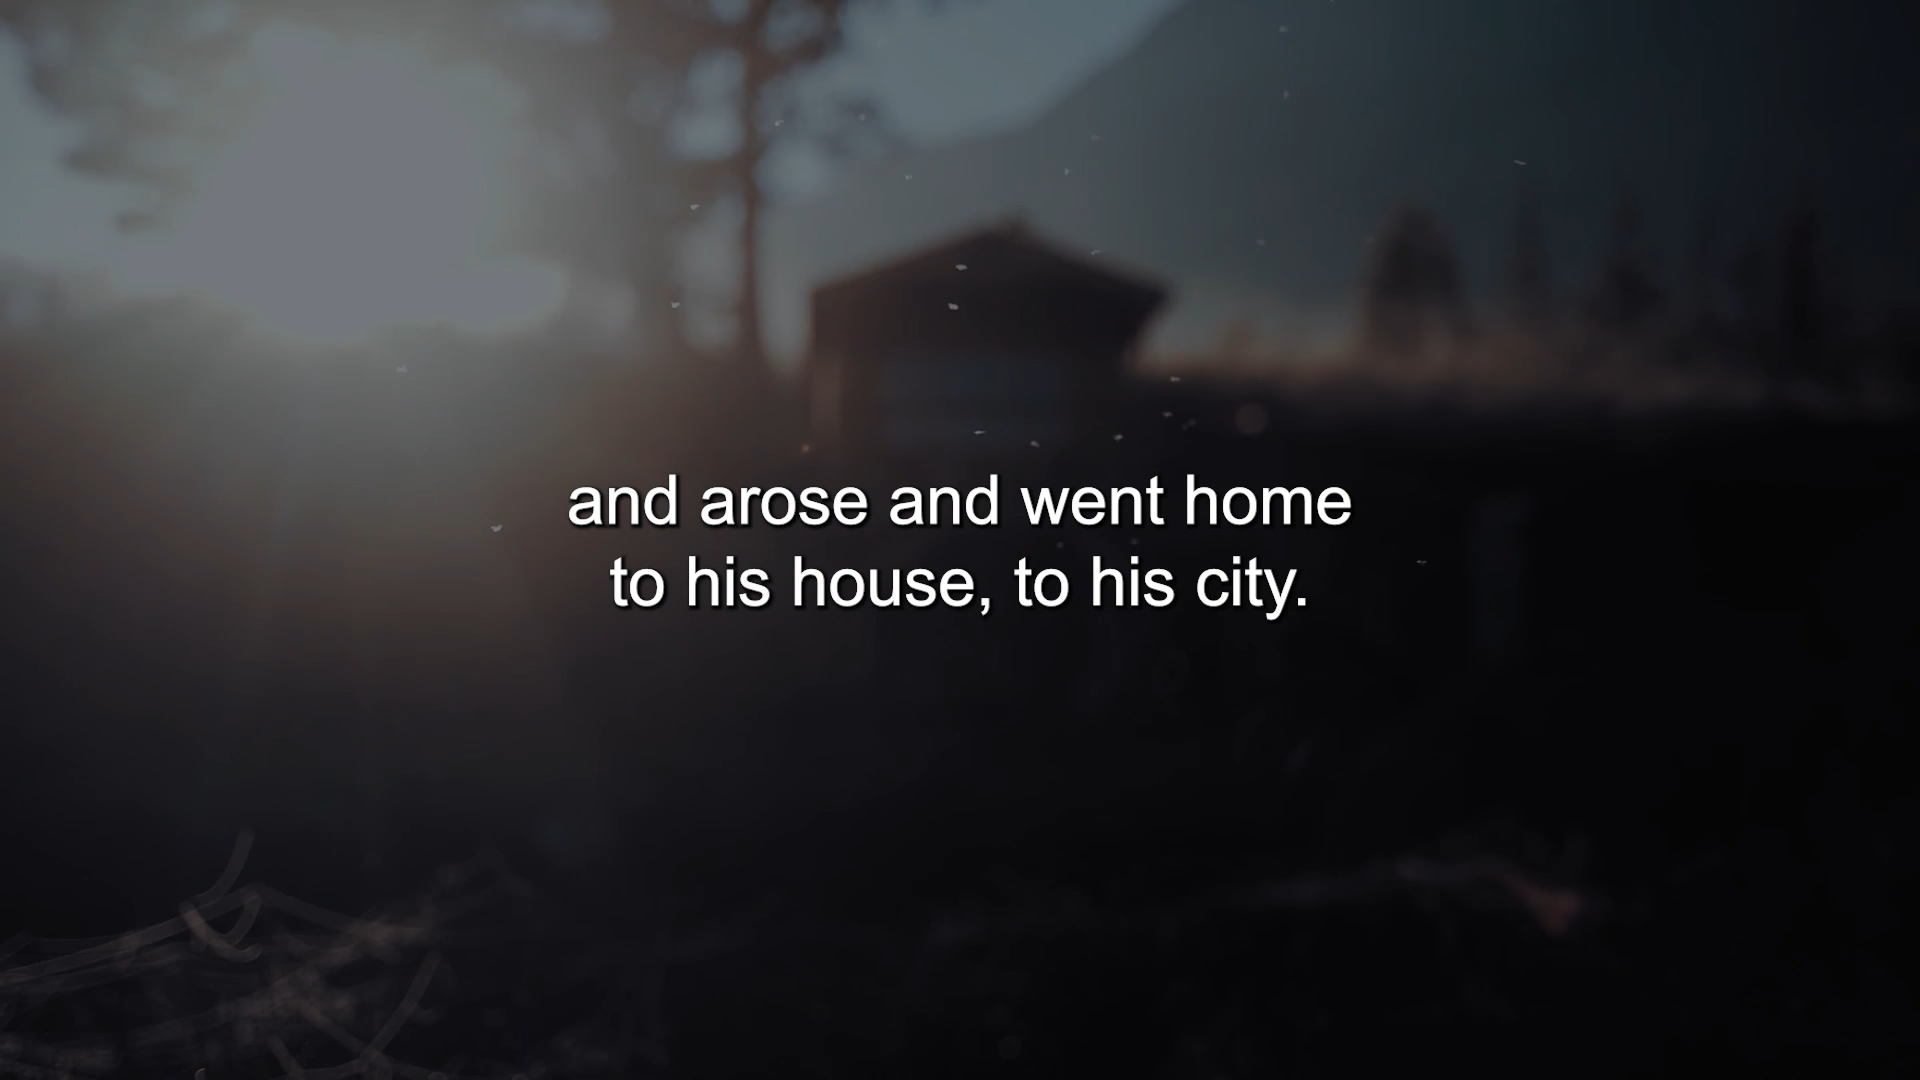 and arose and went home
to his house, to his city.